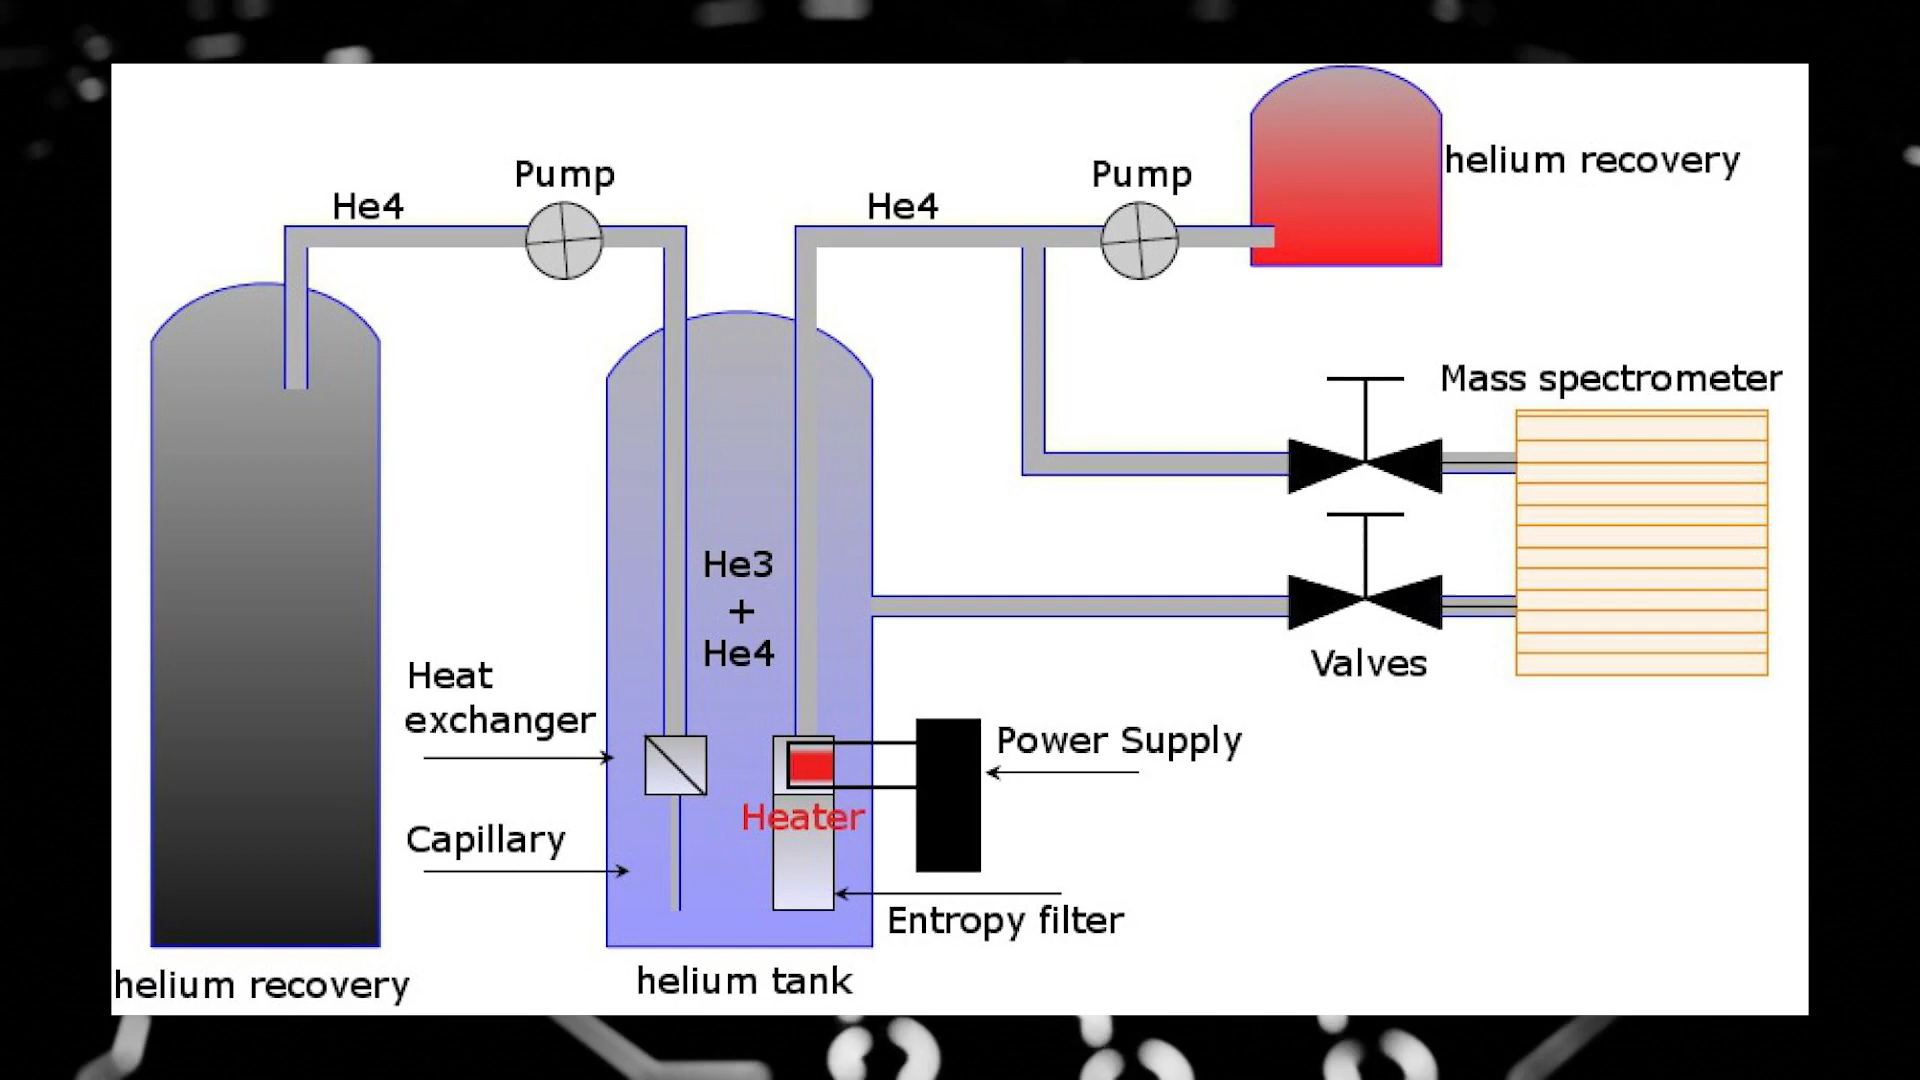 Pump
He4
Pump
He4
helium recovery
Mass spectrometer
He3
+
He4
Valves
Heat
exchanger
Power Supply
Heater
Capillary
Entropy filter
helium recovery
helium tank